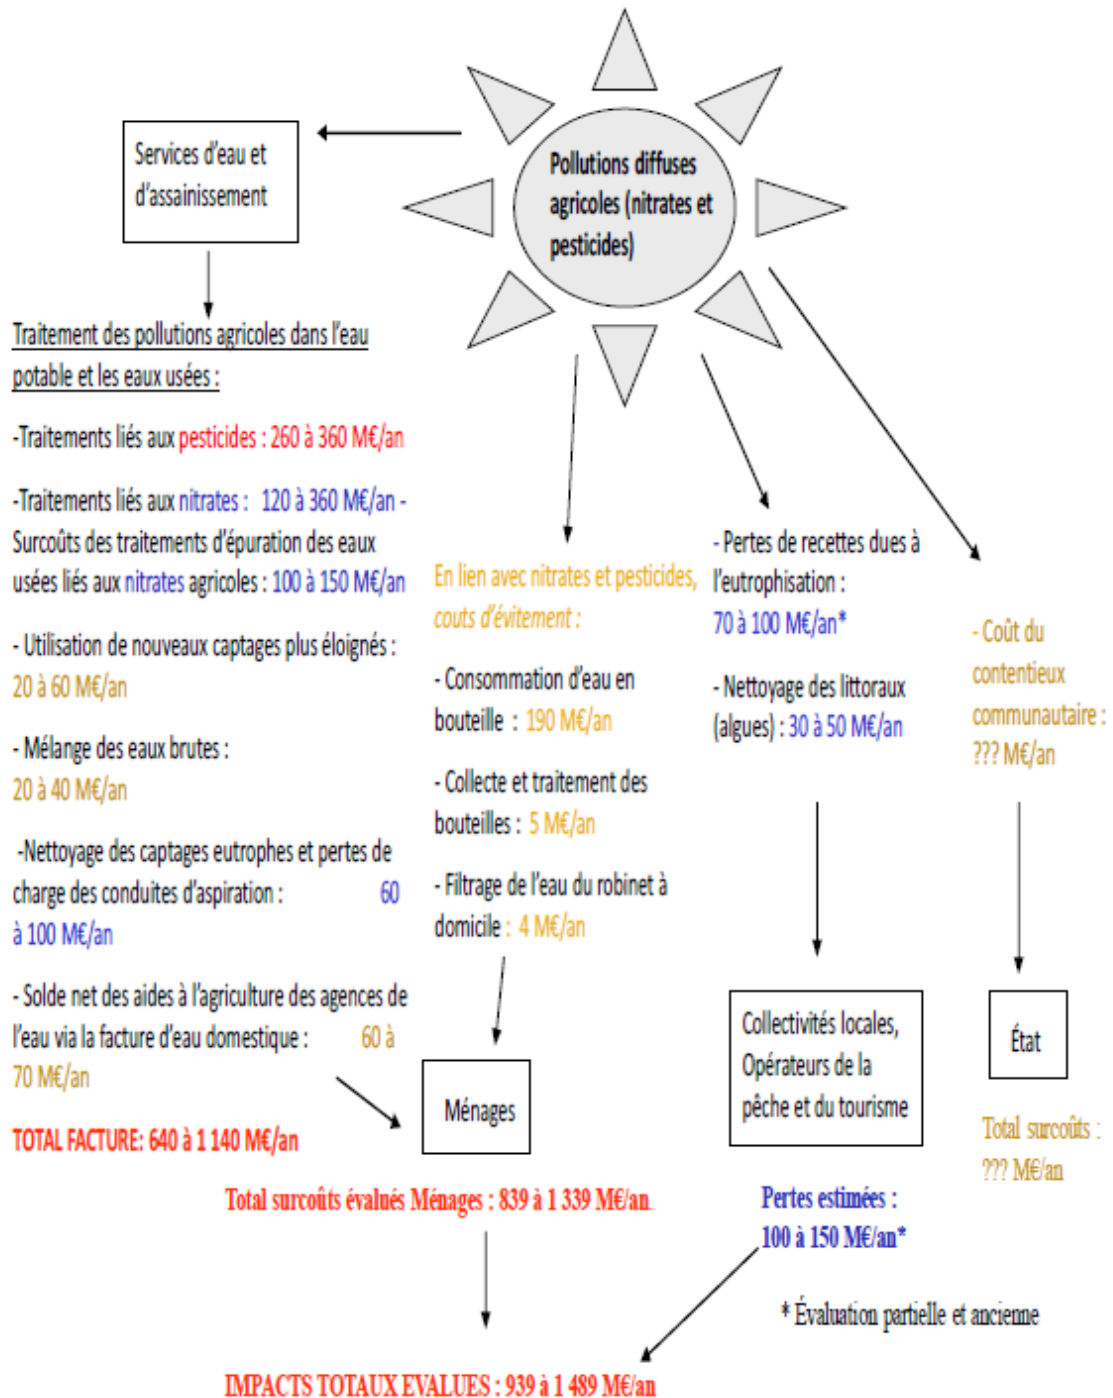 Pollutions diffuses
agricoles (nitrates et
pesticides)
Services d'eau et
d'assainissement
Traitement des pollutions agricoles dans l'eau
potable et les eaux usées :
-Traitements liés aux pesticides : 260 à 360 M€/an
-Traitements liés aux nitrates : 120 à 360 M€/an -
Surcoûts des traitements d'épuration des eaux
usées liés aux nitrates agricoles : 100 à 150 M€/an
- Utilisation de nouveaux captages plus éloignés :
20 à 60 M€/an
- Mélange des eaux brutes :
20 à 40 M€/an
-Nettoyage des captages eutrophes et pertes de
charge des conduites d'aspiration : 60
à 100 M€/an
- Solde net des aides à l'agriculture des agences de
l'eau via la facture d'eau domestique : 60 à
70 M€/an
TOTAL FACTURE: 640 à 1 140 M€/an
En lien avec nitrates et pesticides,
couts d'évitement :
- Consommation d'eau en
bouteille : 190 M€/an
- Collecte et traitement des
bouteilles : 5 M€/an
- Filtrage de l'eau du robinet à
domicile : 4 M€/an
Ménages
Total surcoûts évalués Ménages : 839 à 1 339 M€/an.
- Pertes de recettes dues à
l'eutrophisation :
70 à 100 M€/an*
- Nettoyage des littoraux
(algues) : 30 à 50 M€/an
Collectivités locales,
Opérateurs de la
pêche et du tourisme
Pertes estimées :
100 à 150 M€/an*
- Coût du
contentieux
communautaire :
??? M€/an
État
Total surcoûts :
??? M€/an
* Évaluation partielle et ancienne
IMPACTS TOTAUX EVALUES : 939 à 1 489 M€/an